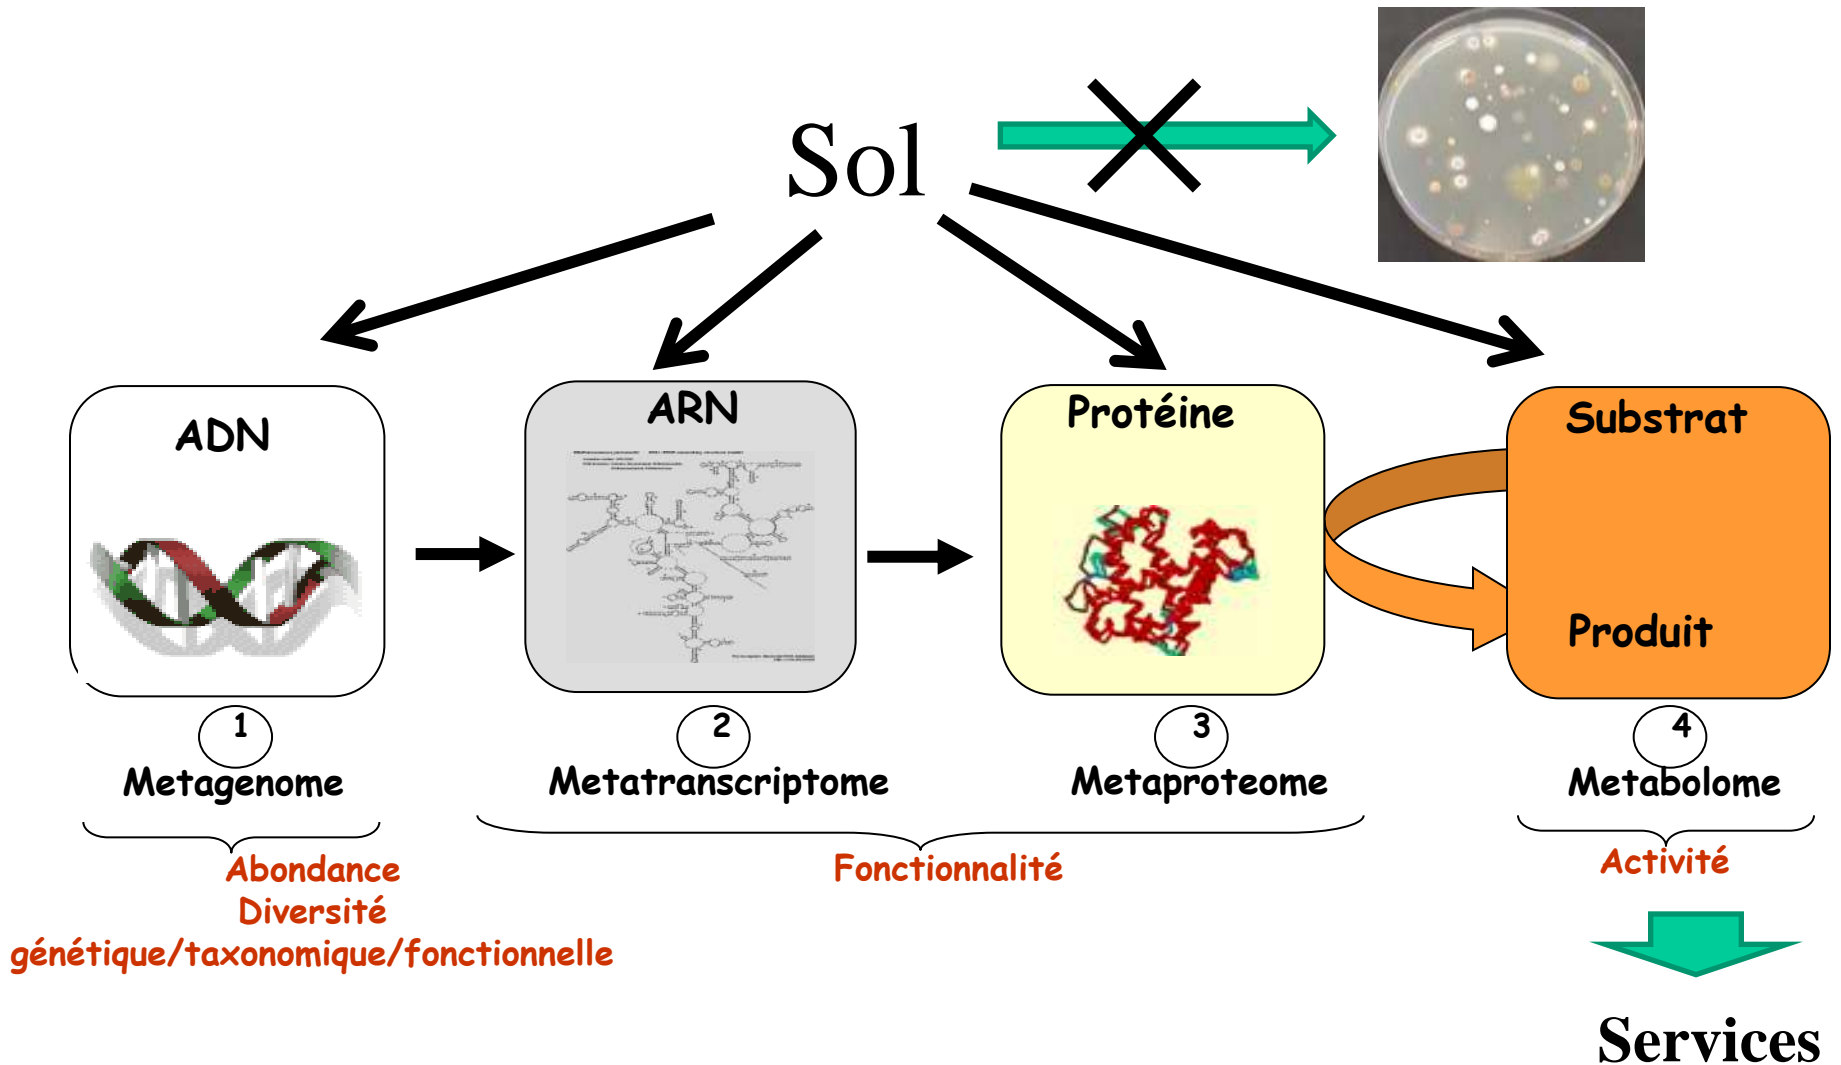 Sol
ADN
ARN
Protéine
Substrat
Produit
1
2
3
4
Metagenome
Metatranscriptome
Metaproteome
Metabolome
Abondance
Diversité
génétique/taxonomique/fonctionnelle
Fonctionnalité
Activité
Services